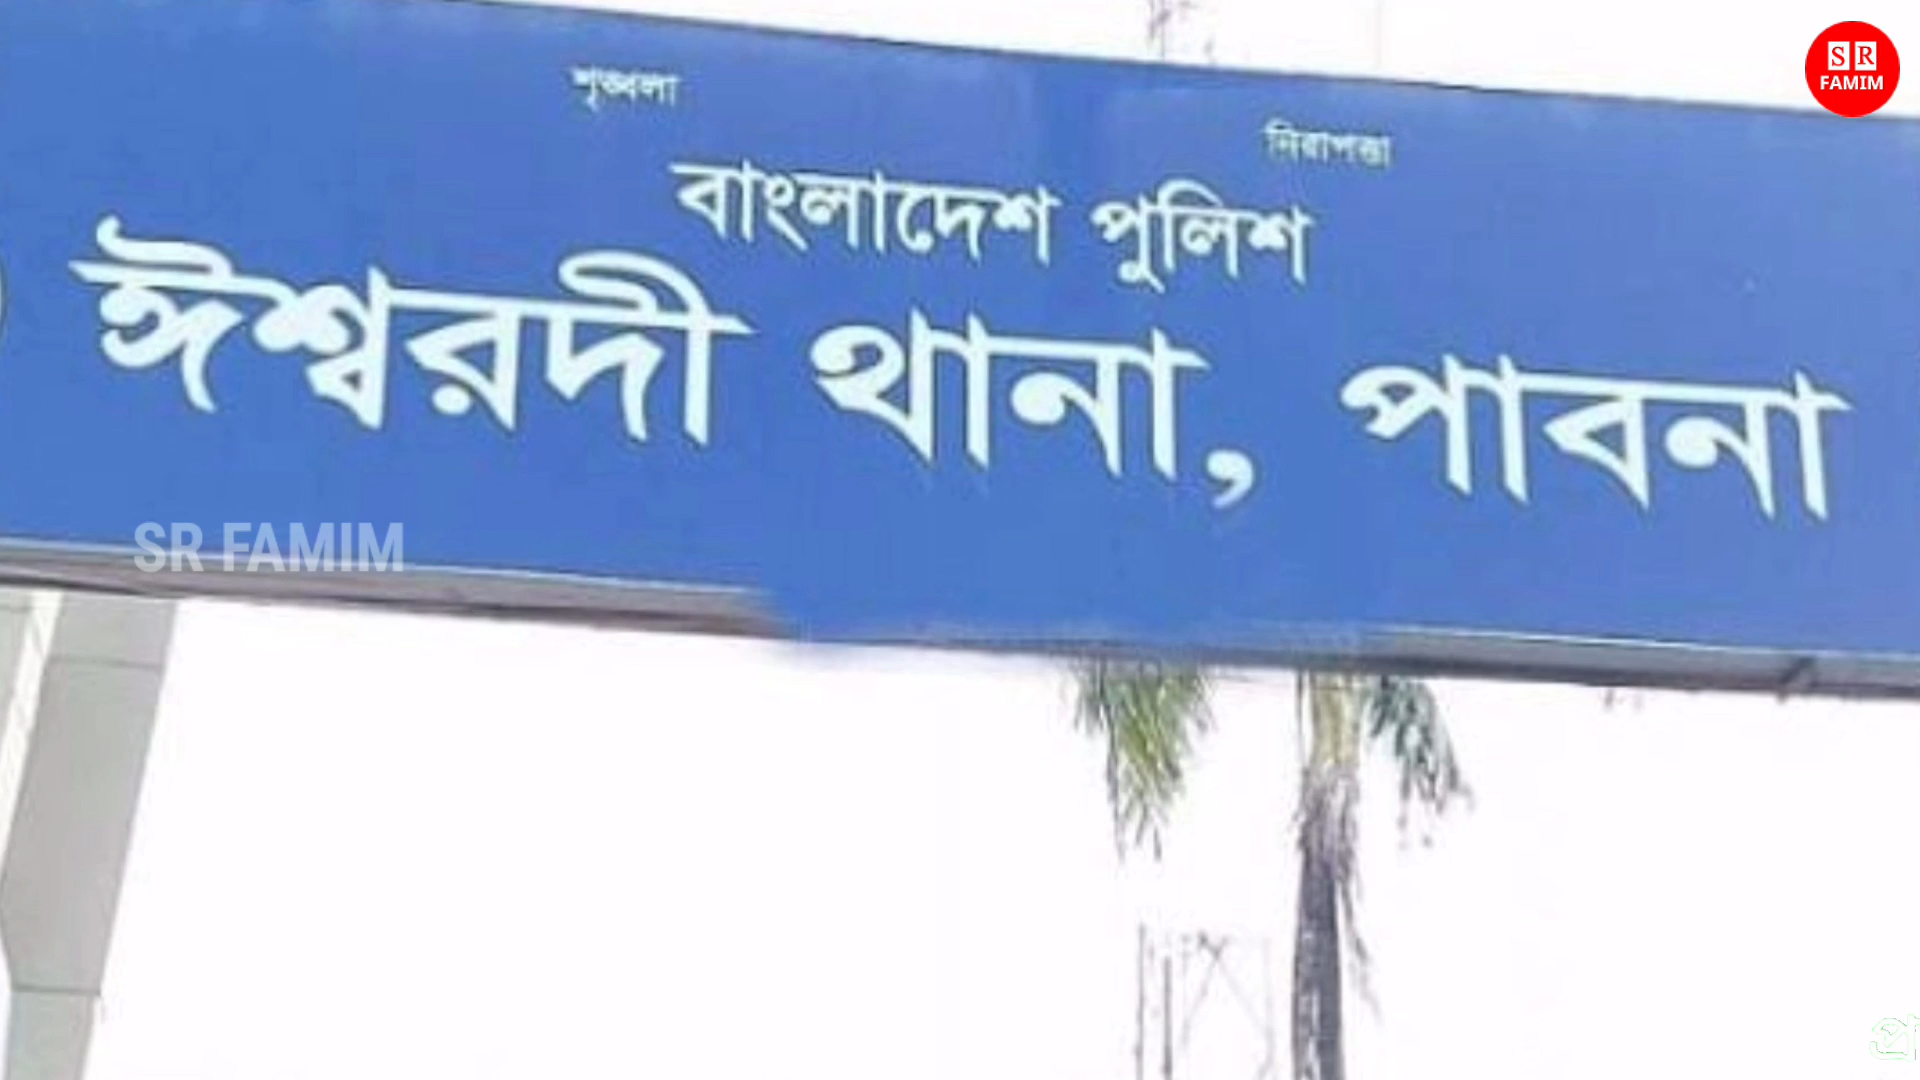 SR
FAMIM
শৃঙ্খলা
নিরাপত্তা
বাংলাদেশ পুলিশ
ঈশ্বরদী থানা, পাবনা
SR FAMIM